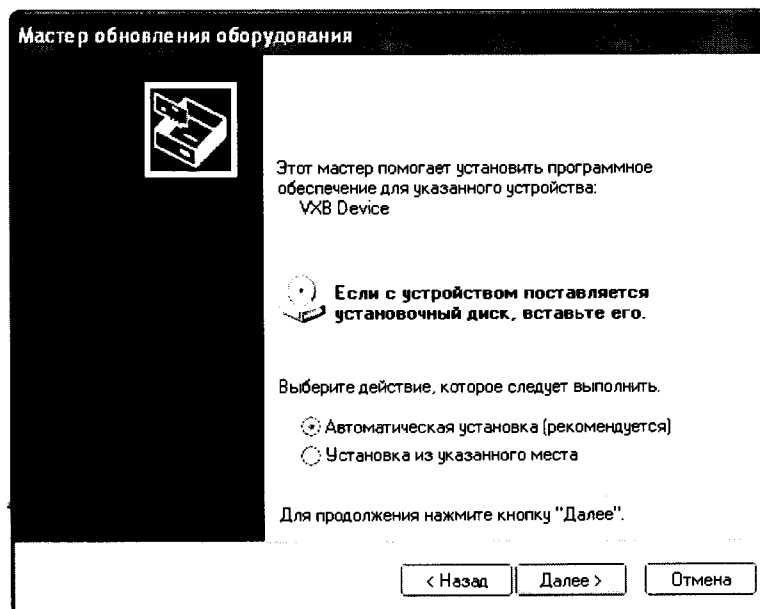 Мастер обновления оборудования
Этот мастер помогает установить программное
обеспечение для указанного устройства:
VXB Device
Если с устройством поставляется
установочный диск, вставьте его.
Выберите действие, которое следует выполнить.
Автоматическая установка (рекомендуется)
Установка из указанного места
Для продолжения нажмите кнопку "Далее".
< Назад
Далее >
Отмена